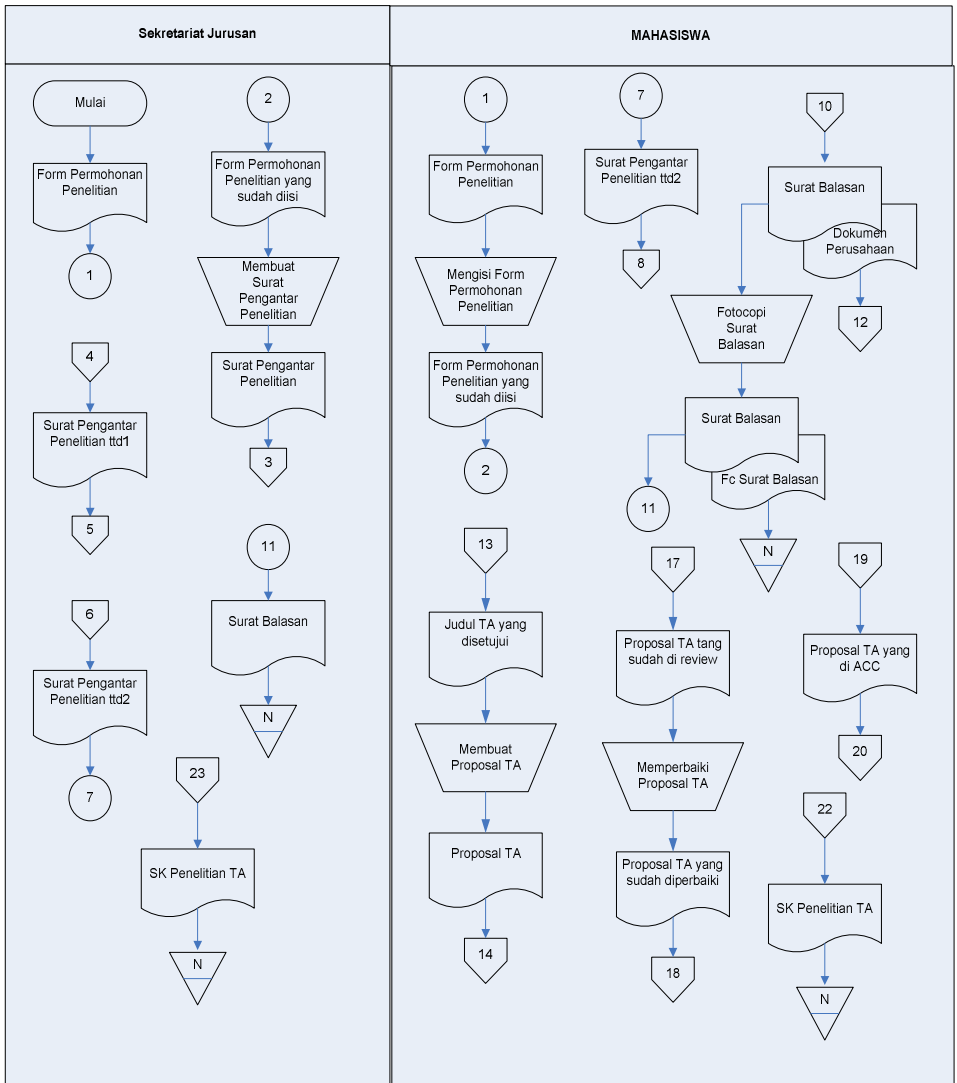 Sekretariat Jurusan
MAHASISWA
Mulai
Form Permohonan
Penelitian
1
4
Surat Pengantar
Penelitian ttd1
5
6
Surat Pengantar
Penelitian ttd2
7
2
Form Permohonan
Penelitian yang
sudah diisi
Membuat
Surat
Pengantar
Penelitian
Surat Pengantar
Penelitian
3
11
Surat Balasan
N
23
SK Penelitian TA
N
1
Form Permohonan
Penelitian
Mengisi Form
Permohonan
Penelitian
Form Permohonan
Penelitian yang
sudah diisi
2
13
Judul TA yang
disetujui
Membuat
Proposal TA
Proposal TA
14
7
Surat Pengantar
Penelitian ttd2
8
10
Surat Balasan
Dokumen
Perusahaan
12
Fotocopi
Surat
Balasan
Surat Balasan
Fc Surat Balasan
11
N
17
Proposal TA tang
sudah di review
Memperbaiki
Proposal TA
Proposal TA yang
sudah diperbaiki
18
19
Proposal TA yang
di ACC
20
22
SK Penelitian TA
N